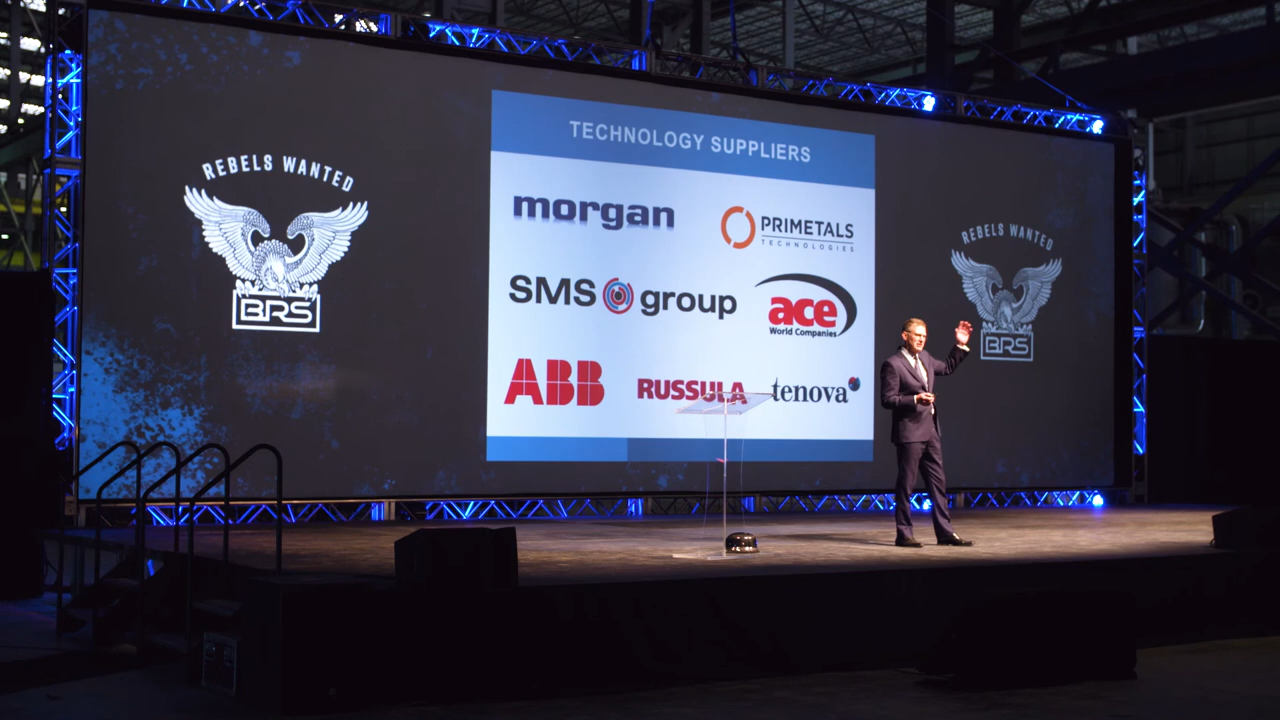 REBELS WANTED
BRS
TECHNOLOGY SUPPLIERS
morgan
PRIMETALS
TECHNOLOGIES
SMS group
ace
World Companies
ABB
RUSSULA
tenova
REBELS WANTED
BRS